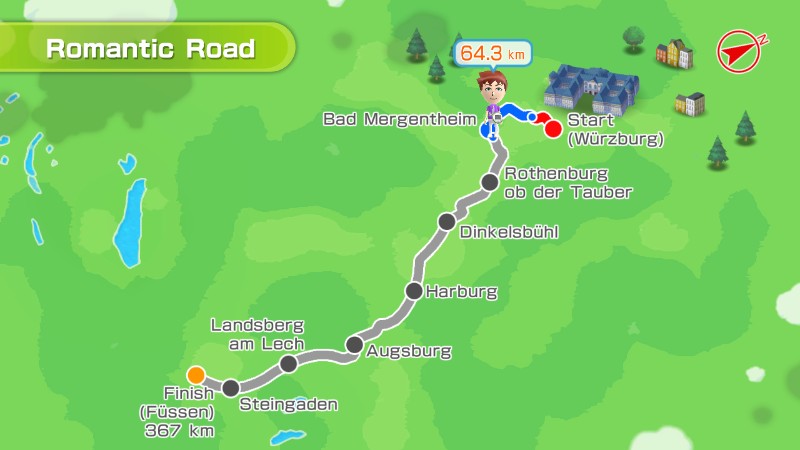 Romantic Road
N
64.3 km
Bad Mergentheim
Start
(Würzburg)
Rothenburg
ob der Tauber
Dinkelsbühl
Harburg
Landsberg
am Lech
Augsburg
Finish
(Füssen)
367 km
Steingaden